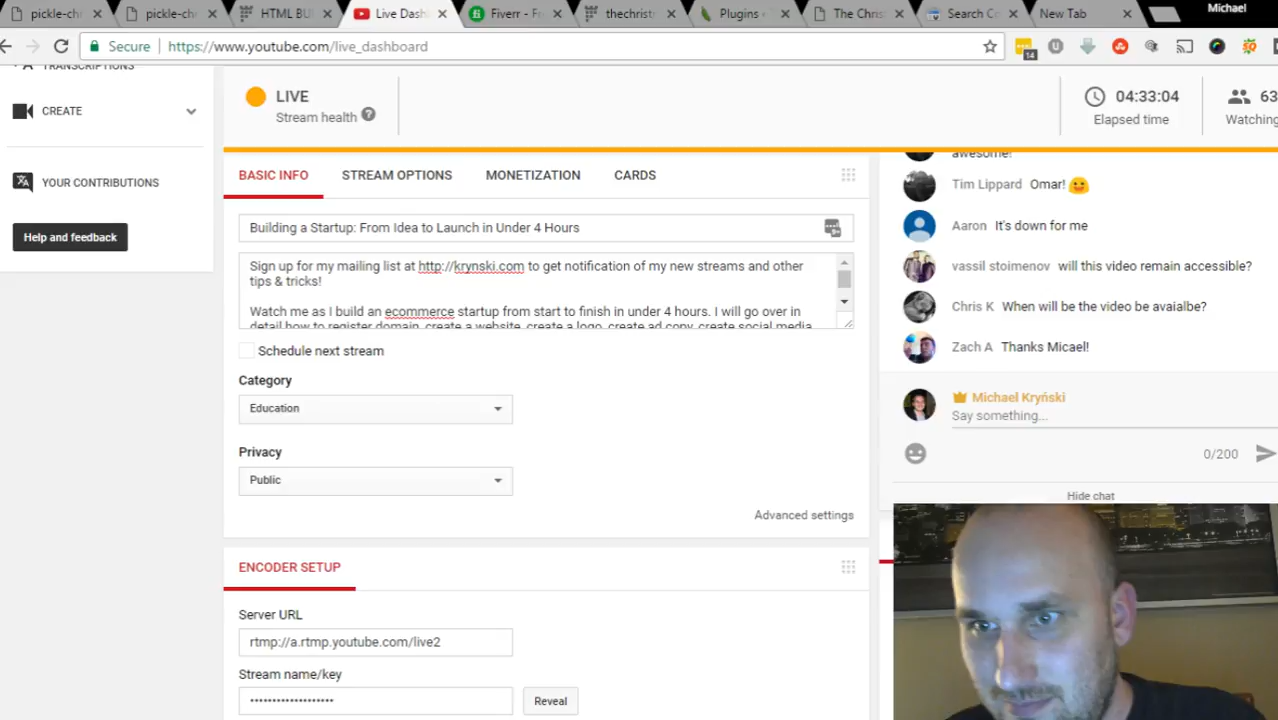 pickle-ch
pickle-ch
HTML BU
Live Das
Fiverr - F
thechrist
Plugins
The Chris
Search Co
New Tab
Michael
Secure
https://www.youtube.com/live_dashboard
14
TRANSCRIPTIONS
CREATE
YOUR CONTRIBUTIONS
Help and feedback
LIVE
Stream health
04:33:04
Elapsed time
63
Watching
BASIC INFO
STREAM OPTIONS
MONETIZATION
CARDS
Building a Startup: From Idea to Launch in Under 4 Hours
Sign up for my mailing list at http://krynski.com to get notification of my new streams and other
tips & tricks!
Watch me as I build an ecommerce startup from start to finish in under 4 hours. I will go over in
detail how to register domain, create a website, create a logo, create ad copy, create social media
Schedule next stream
Category
Education
Privacy
Public
Advanced settings
ENCODER SETUP
Server URL
rtmp://a.rtmp.youtube.com/live2
Stream name/key
Reveal
awesome!
Tim Lippard Omar!
Aaron It's down for me
vassil stoimenov will this video remain accessible?
Chris K When will be the video be avaialbe?
Zach A Thanks Micael!
Michael Kryński
Say something...
0/200
Hide chat